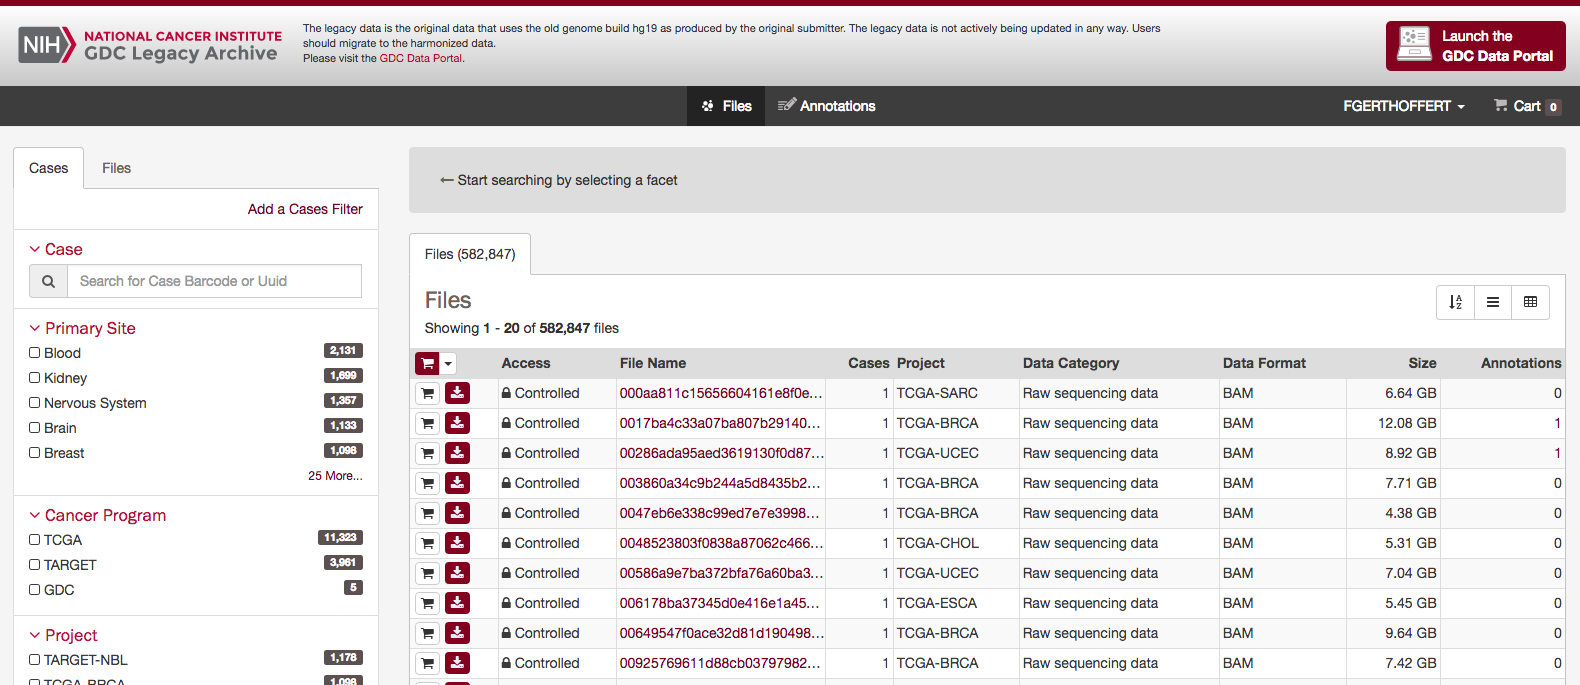 NIH NATIONAL CANCER INSTITUTE
GDC Legacy Archive
The legacy data is the original data that uses the old genome build hg19 as produced by the original submitter. The legacy data is not actively being updated in any way. Users
should migrate to the harmonized data.
Please visit the GDC Data Portal.
Launch the
GDC Data Portal
Files Annotations FGERTHOFFERT Cart 0
Cases Files
Add a Cases Filter
Case
Search for Case Barcode or Uuid
Primary Site
Blood 2,131
Kidney 1,699
Nervous System 1,357
Brain 1,133
Breast 1,098
25 More...
Cancer Program
TCGA 11,323
TARGET 3,961
GDC 5
Project
TARGET-NBL 1,178
TCGA-BRCA 1,098
← Start searching by selecting a facet
Files (582,847)
Files
Showing 1 - 20 of 582,847 files
Access File Name Cases Project Data Category Data Format Size Annotations
Controlled 000aa811c15656604161e8f0e... 1 TCGA-SARC Raw sequencing data BAM 6.64 GB 0
Controlled 0017ba4c33a07ba807b29140... 1 TCGA-BRCA Raw sequencing data BAM 12.08 GB 1
Controlled 00286ada95aed3619130f0d87... 1 TCGA-UCEC Raw sequencing data BAM 8.92 GB 1
Controlled 003860a34c9b244a5d8435b2... 1 TCGA-BRCA Raw sequencing data BAM 7.71 GB 0
Controlled 0047eb6e338c99ed7e7e3998... 1 TCGA-BRCA Raw sequencing data BAM 4.38 GB 0
Controlled 0048523803f0838a87062c466... 1 TCGA-CHOL Raw sequencing data BAM 5.31 GB 0
Controlled 00586a9e7ba372bfa76a60ba3... 1 TCGA-UCEC Raw sequencing data BAM 7.04 GB 0
Controlled 006178ba37345d0e416e1a45... 1 TCGA-ESCA Raw sequencing data BAM 5.45 GB 0
Controlled 00649547f0ace32d81d190498... 1 TCGA-BRCA Raw sequencing data BAM 9.64 GB 0
Controlled 00925769611d88cb03797982... 1 TCGA-BRCA Raw sequencing data BAM 7.42 GB 0